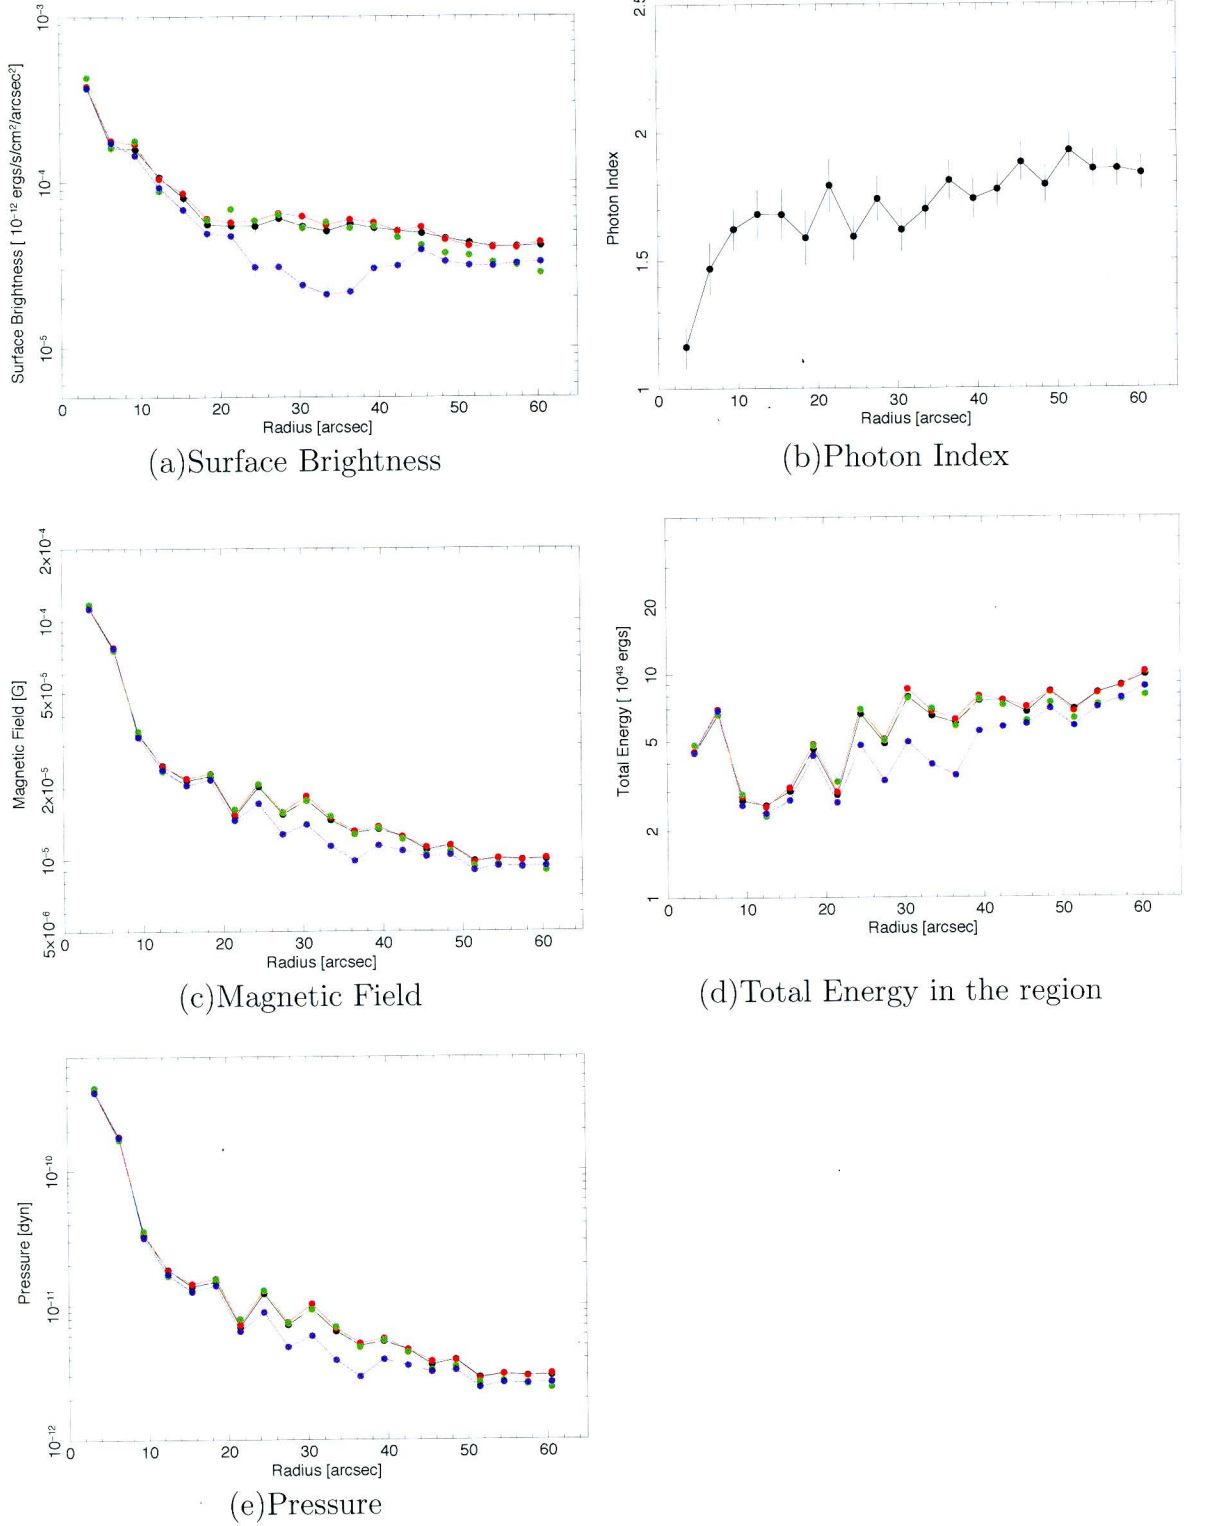 10⁻³
10⁻⁴
10⁻⁵
Surface Brightness [ 10⁻¹² ergs/s/cm²/arcsec²]
0 10 20 30 40 50 60
Radius [arcsec]
(a)Surface Brightness
2.5
2
1.5
1
Photon Index
0 10 20 30 40 50 60
Radius [arcsec]
(b)Photon Index
2×10⁻⁴
10⁻⁴
5×10⁻⁵
2×10⁻⁵
10⁻⁵
5×10⁻⁶
Magnetic Field [G]
0 10 20 30 40 50 60
Radius [arcsec]
(c)Magnetic Field
20
10
5
2
1
Total Energy [ 10⁴³ ergs]
0 10 20 30 40 50 60
Radius [arcsec]
(d)Total Energy in the region
10⁻¹⁰
10⁻¹¹
10⁻¹²
Pressure [dyn]
0 10 20 30 40 50 60
Radius [arcsec]
(e)Pressure